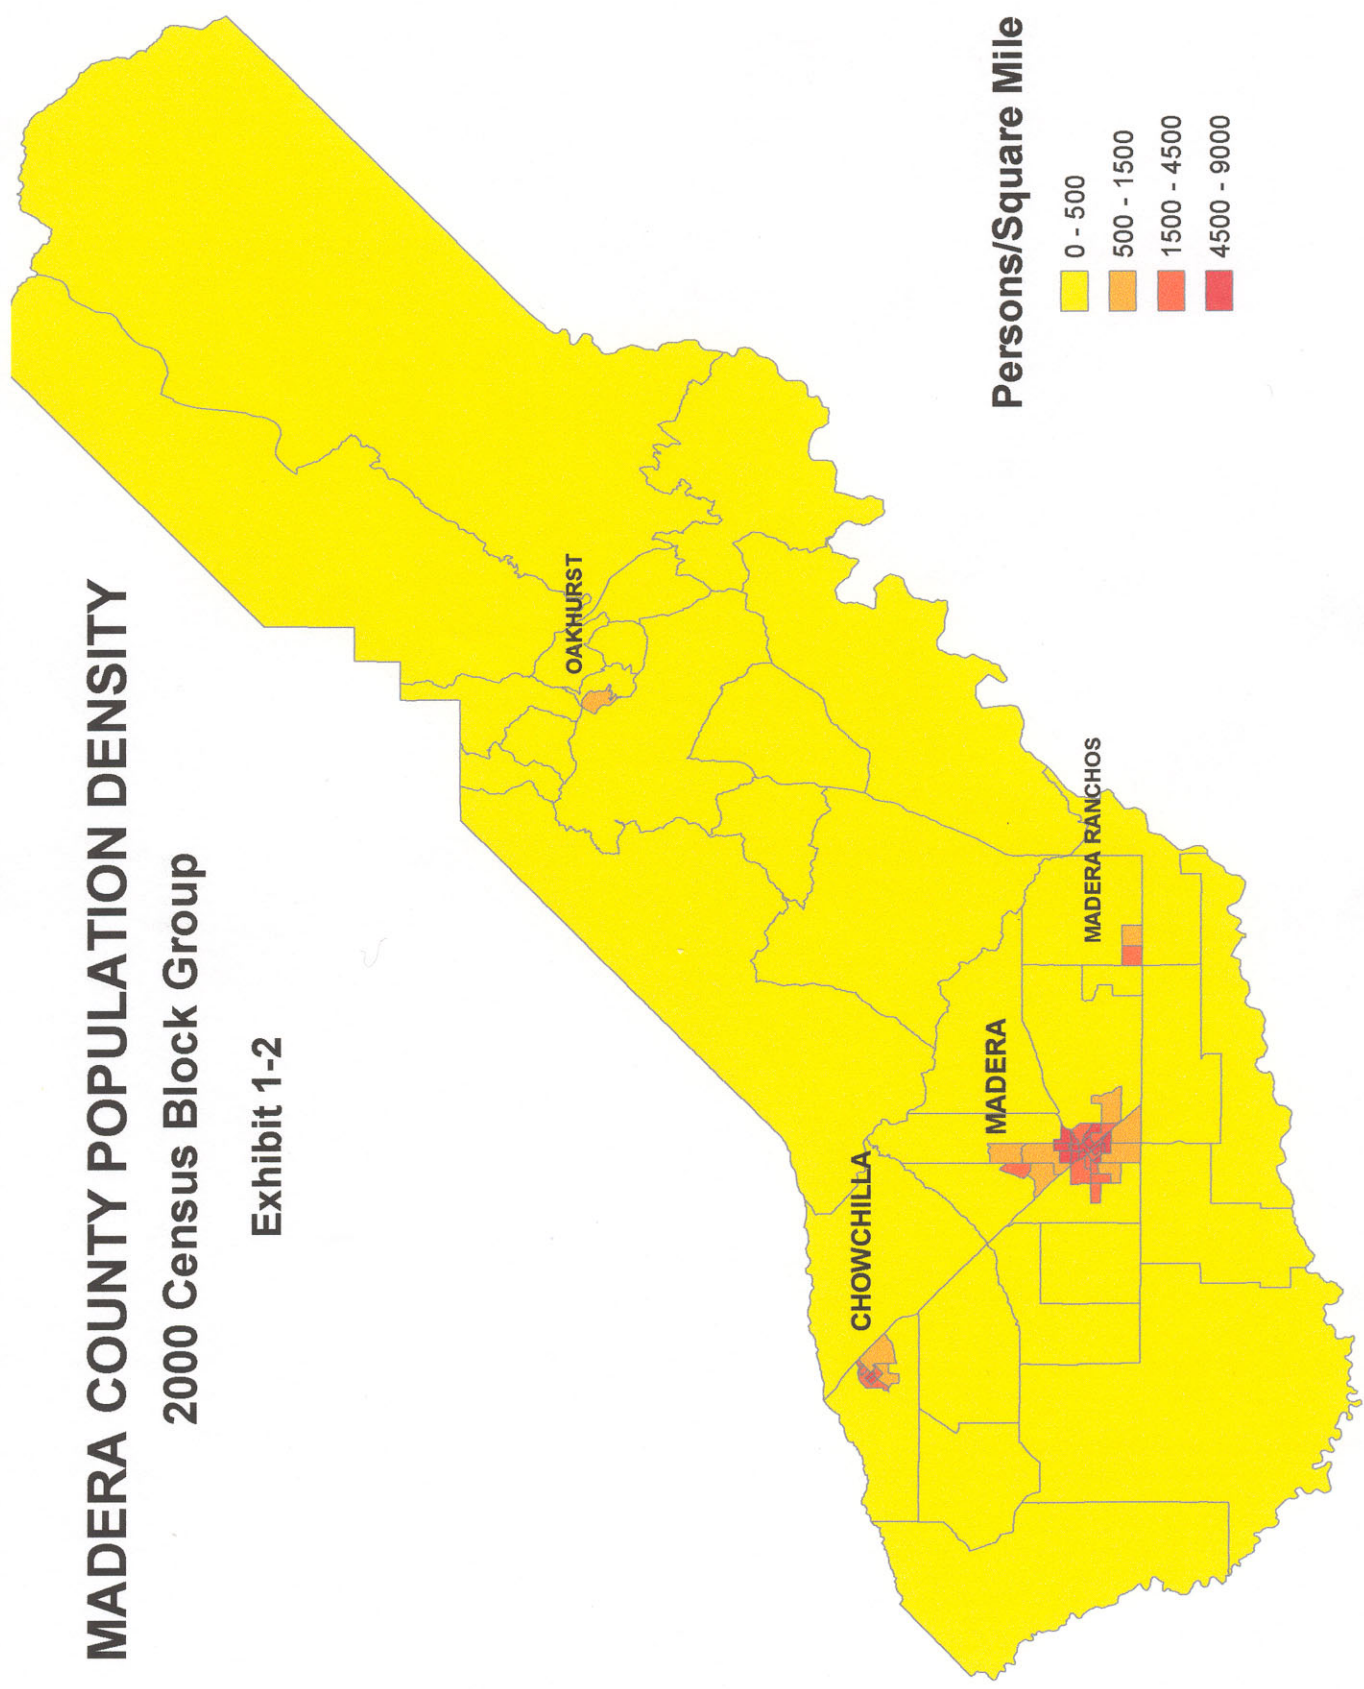 MADERA COUNTY POPULATION DENSITY
2000 Census Block Group
Exhibit 1-2
OAKHURST
CHOWCHILLA
MADERA
MADERA RANCHOS
Persons/Square Mile
0 - 500
500 - 1500
1500 - 4500
4500 - 9000